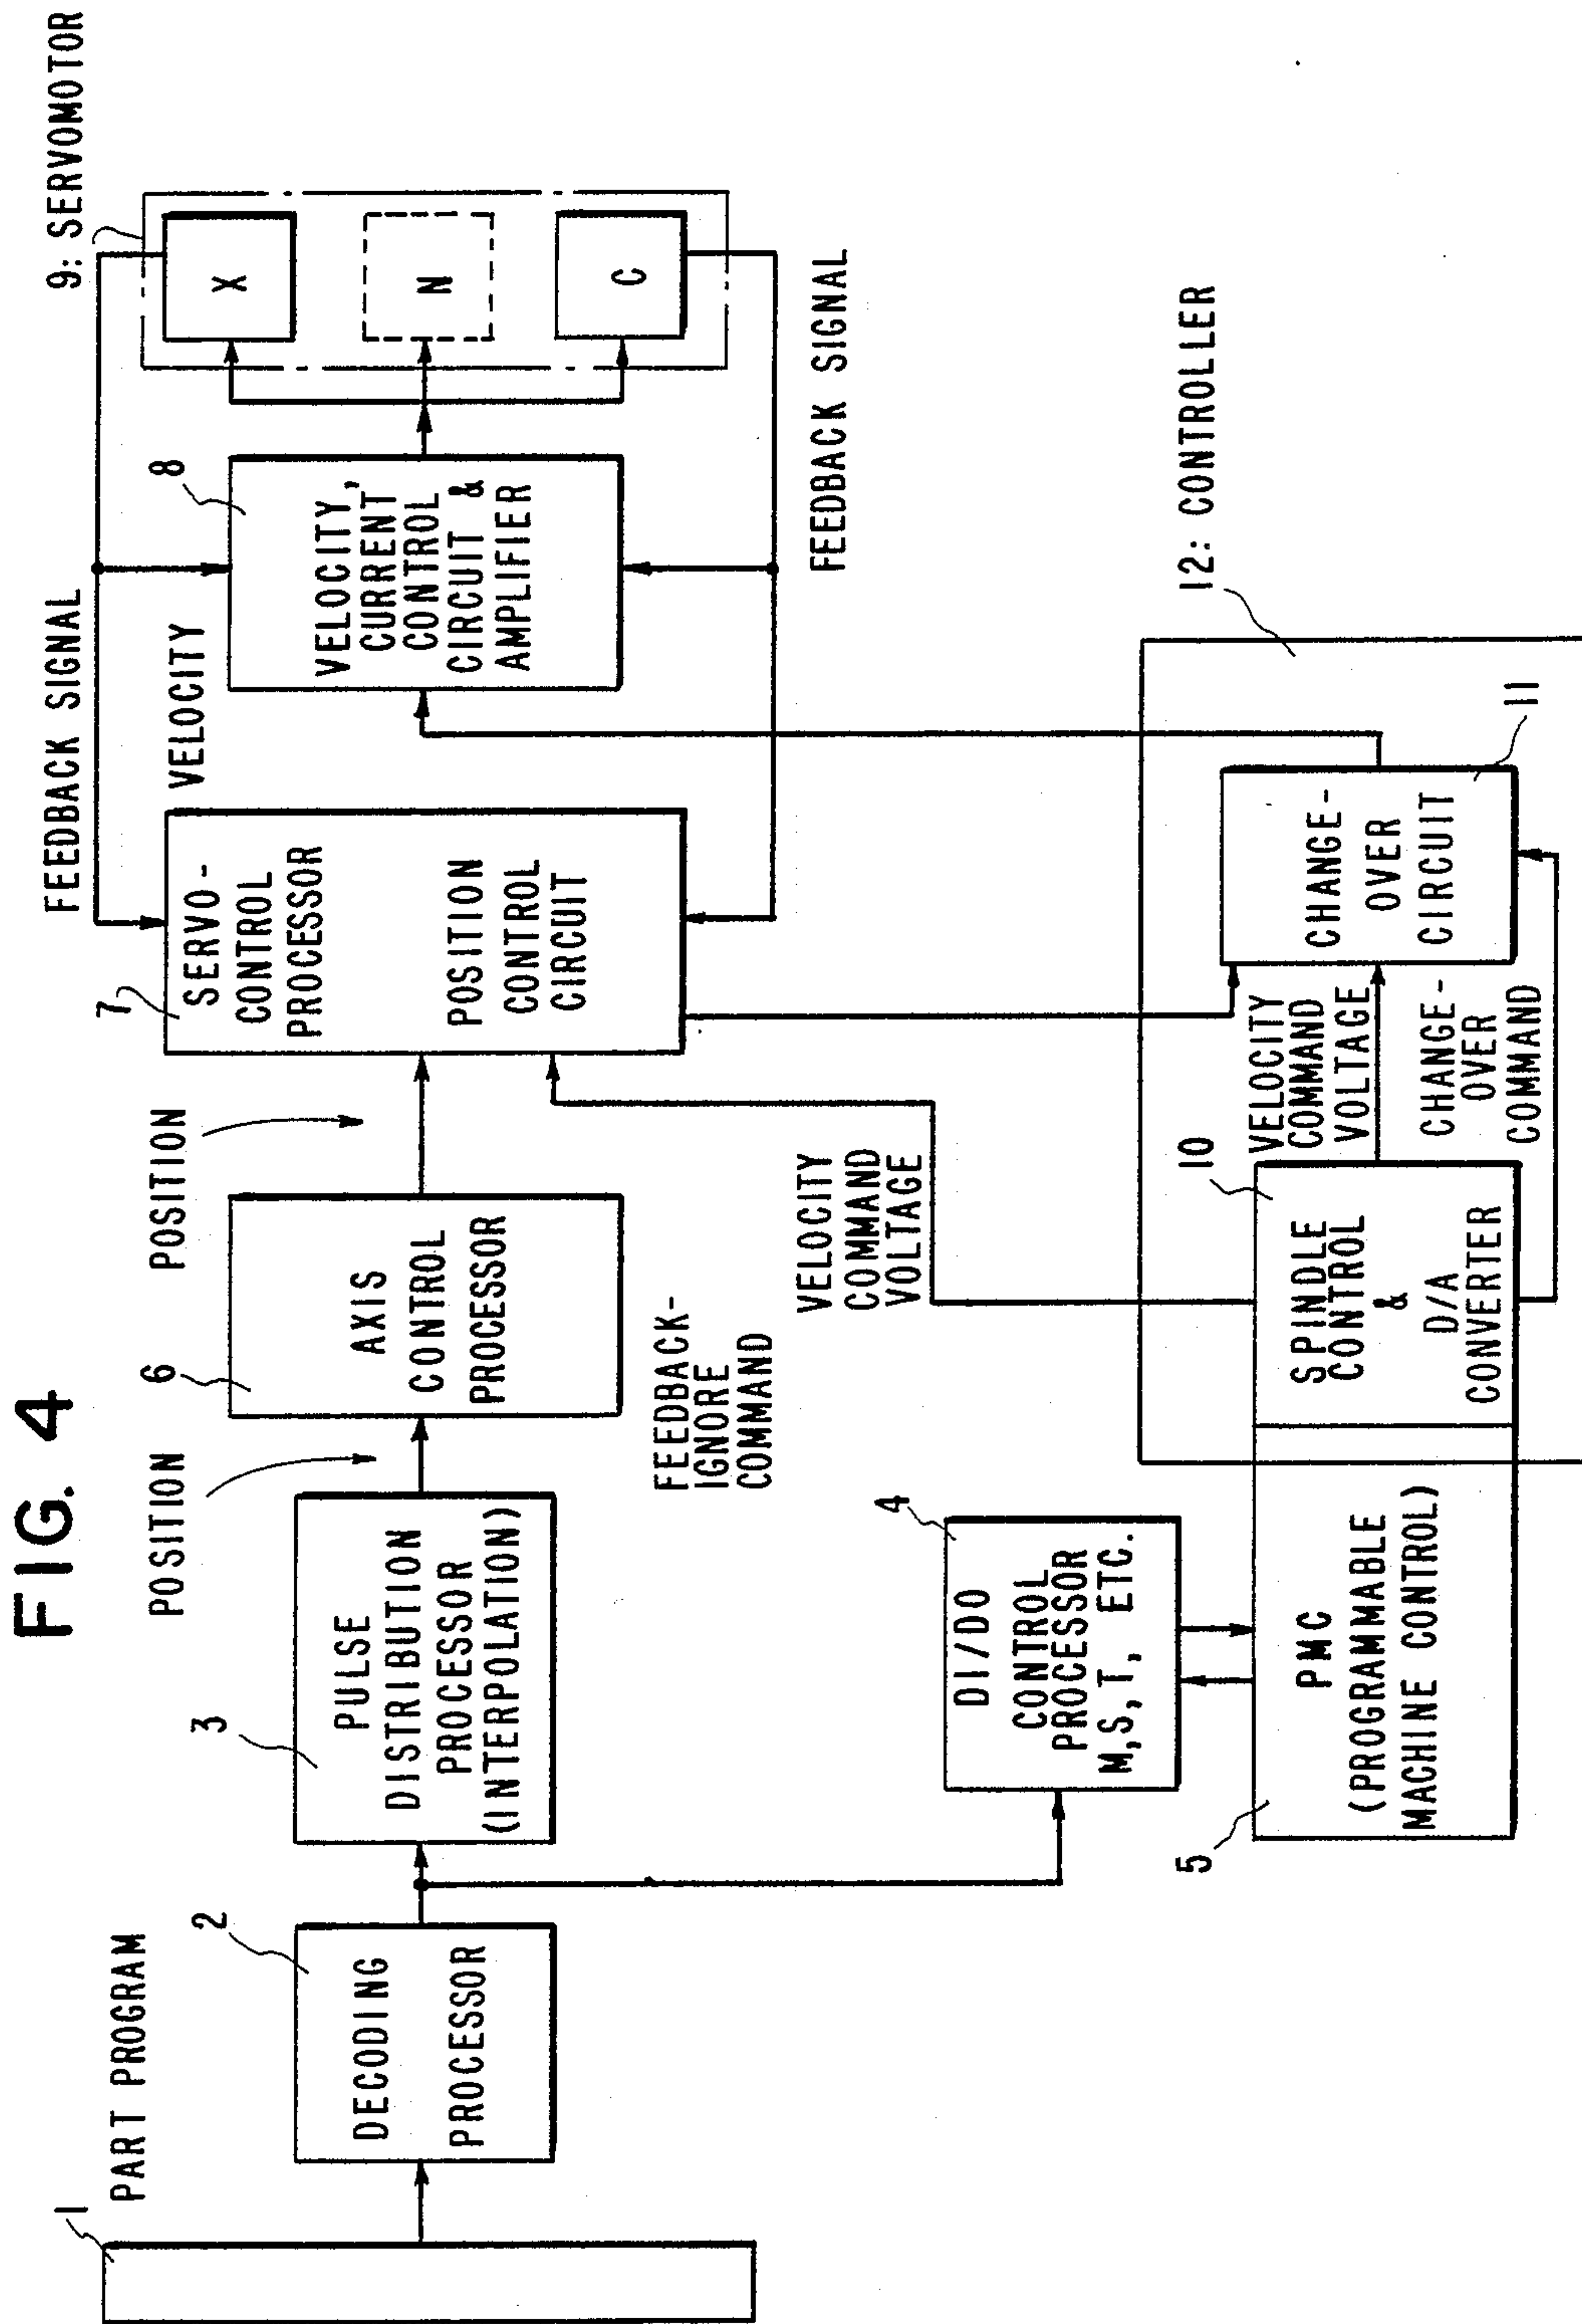 FIG. 4
1
PART PROGRAM
2
DECODING
PROCESSOR
3
PULSE
DISTRIBUTION
PROCESSOR
(INTERPOLATION)
POSITION
6
AXIS
CONTROL
PROCESSOR
POSITION
7
SERVO-
CONTROL
PROCESSOR
POSITION
CONTROL
CIRCUIT
FEEDBACK SIGNAL
VELOCITY
8
VELOCITY,
CURRENT
CONTROL
CIRCUIT &
AMPLIFIER
9: SERVOMOTOR
X
N
C
FEEDBACK SIGNAL
FEEDBACK-
IGNORE
COMMAND
VELOCITY
COMMAND
VOLTAGE
4
DI/DO
CONTROL
PROCESSOR
M,S,T, ETC.
5
PMC
(PROGRAMMABLE
MACHINE CONTROL)
10
SPINDLE
CONTROL
&
D/A
CONVERTER
VELOCITY
COMMAND
VOLTAGE
CHANGE-
OVER
COMMAND
CHANGE-
OVER
CIRCUIT
11
12: CONTROLLER